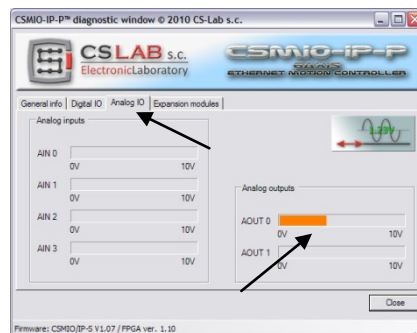 CSMIO-IP-P™ diagnostic window © 2010 CS-Lab s.c.
CSLAB s.c.
ElectronicLaboratory
CSMIO-IP-P
6AXIS
ETHERNET MOTION CONTROLLER
General info
Digital IO
Analog IO
Expansion modules
Analog inputs
AIN 0
0V
10V
AIN 1
0V
10V
AIN 2
0V
10V
AIN 3
0V
10V
1.23V
Analog outputs
AOUT 0
0V
10V
AOUT 1
0V
10V
Close
Firmware: CSMIO/IP-S V1.07 / FPGA ver. 1.10